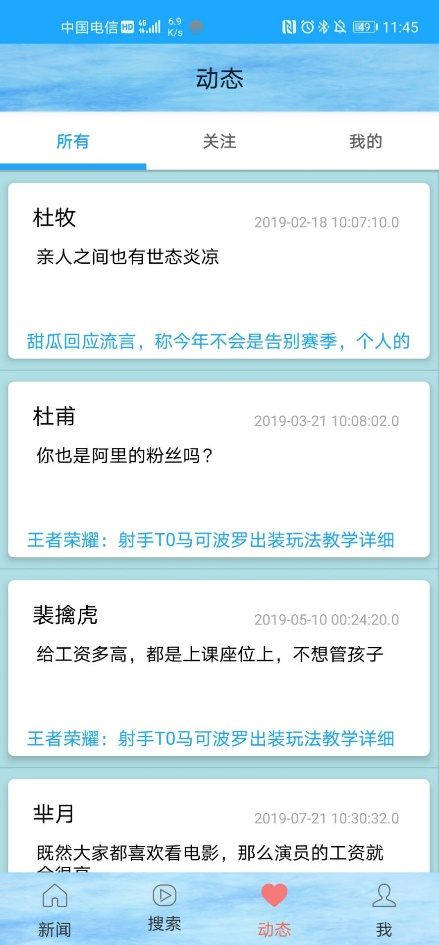 中国电信 HD 4G 6.9 K/s 49 11:45
动态
所有 关注 我的
杜牧 2019-02-18 10:07:10.0
亲人之间也有世态炎凉
甜瓜回应流言，称今年不会是告别赛季，个人的
杜甫 2019-03-21 10:08:02.0
你也是阿里的粉丝吗？
王者荣耀：射手T0马可波罗出装玩法教学详细
裴擒虎 2019-05-10 00:24:20.0
给工资多高，都是上课座位上，不想管孩子
王者荣耀：射手T0马可波罗出装玩法教学详细
芈月 2019-07-21 10:30:32.0
既然大家都喜欢看电影，那么演员的工资就
会很高
新闻 搜索 动态 我